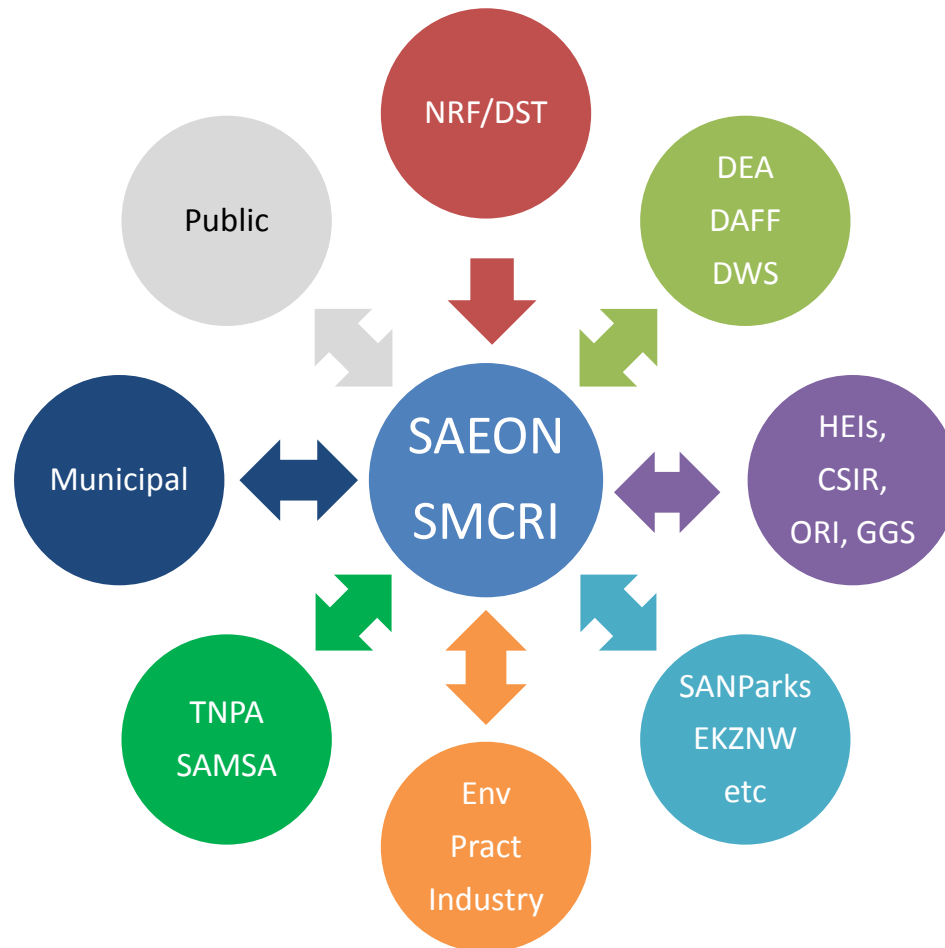 NRF/DST
DEA
DAFF
DWS
Public
HEIs,
CSIR,
ORI, GGS
SAEON
SMCRI
Municipal
SANParks
EKZNW
etc
TNPA
SAMSA
Env
Pract
Industry